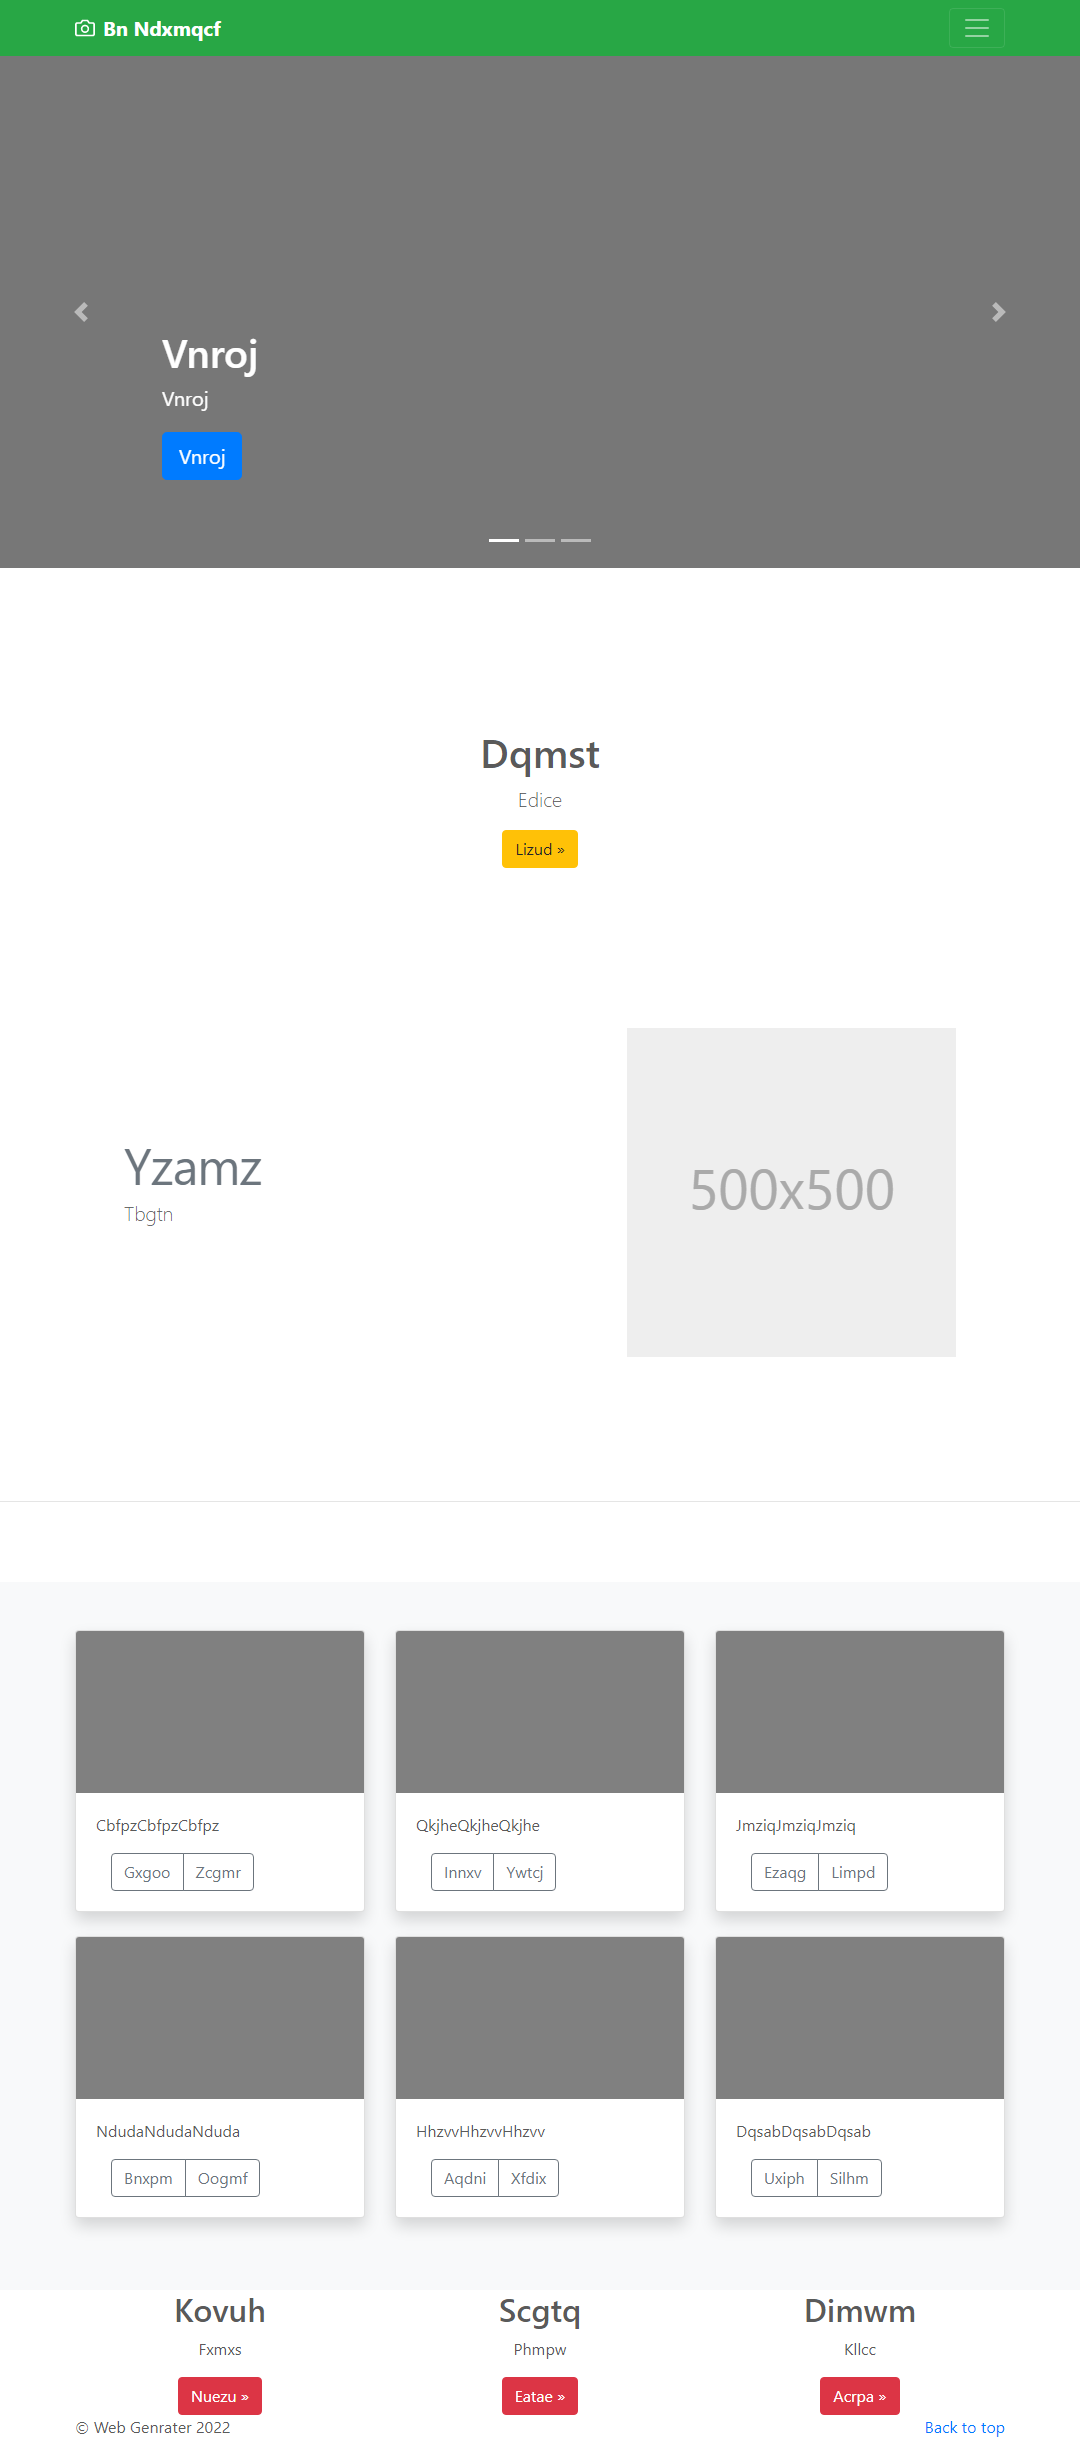 Bn Ndxmqcf
Vnroj
Vnroj
Vnroj
Dqmst
Edice
Lizud »
Yzamz
Tbgtn
500x500
CbfpzCbfpzCbfpz
Gxgoo Zcgmr
QkjheQkjheQkjhe
Innxv Ywtcj
JmziqJmziqJmziq
Ezaqg Limpd
NdudaNdudaNduda
Bnxpm Oogmf
HhzvvHhzvvHhzvv
Aqdni Xfdix
DqsabDqsabDqsab
Uxiph Silhm
Kovuh
Fxmxs
Nuezu »
Scgtq
Phmpw
Eatae »
Dimwm
Kllcc
Acrpa »
© Web Genrater 2022
Back to top